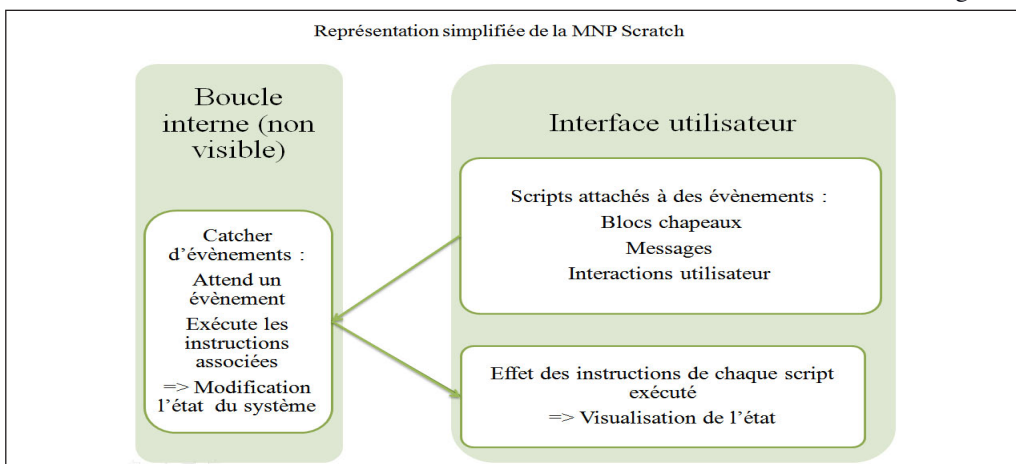 Représentation simplifiée de la MNP Scratch
Boucle
interne (non
visible)
Catcher
d'évènements :
Attend un
évènement
Exécute les
instructions
associées
=> Modification
l'état du système
Interface utilisateur
Scripts attachés à des évènements :
Blocs chapeaux
Messages
Interactions utilisateur
Effet des instructions de chaque script
exécuté
=> Visualisation de l'état